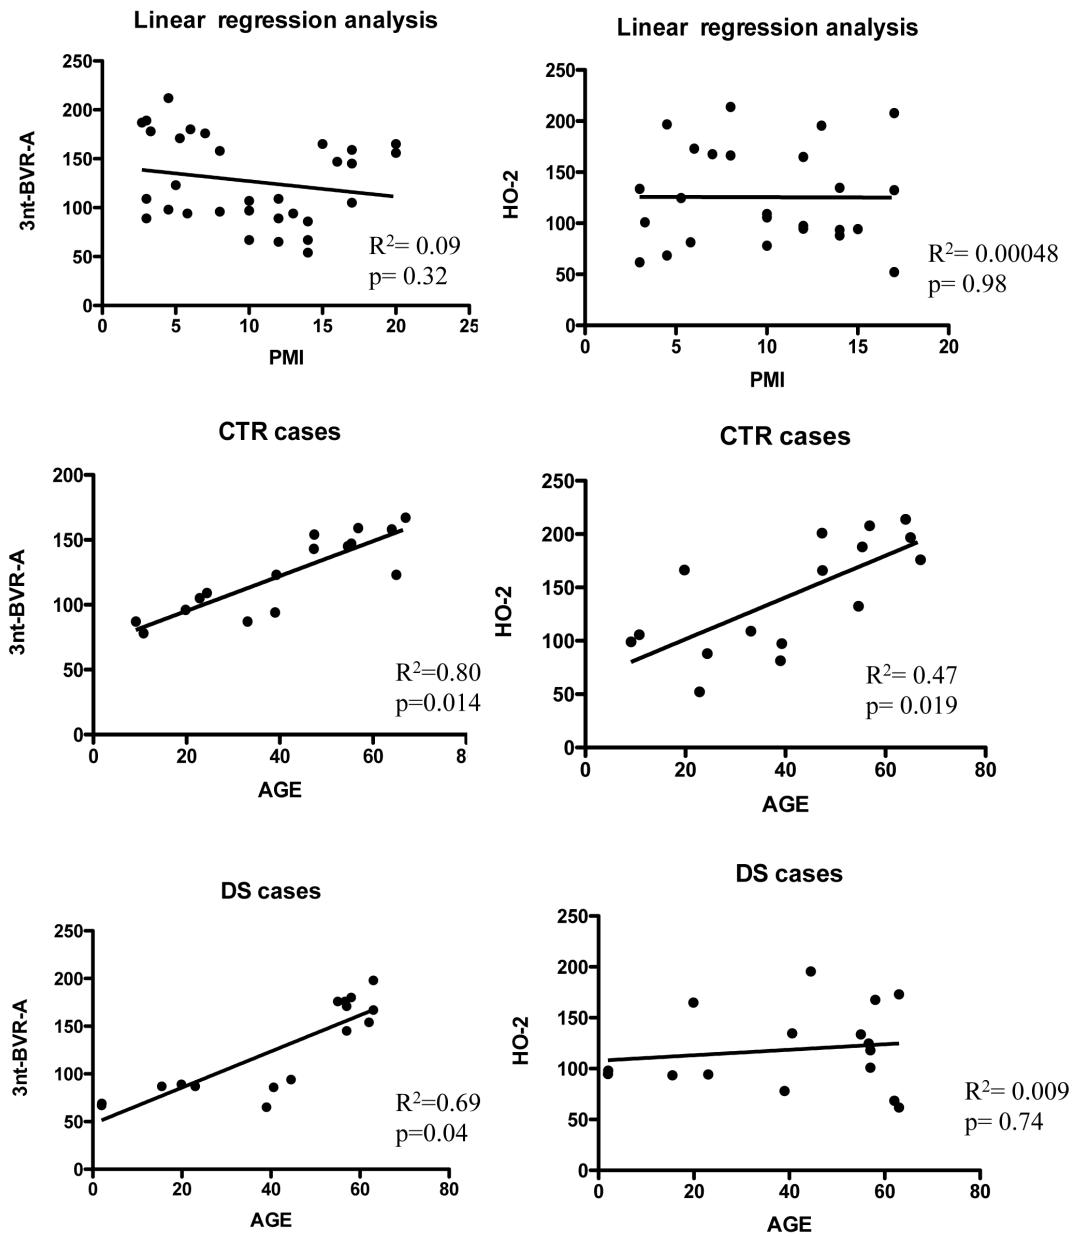 Linear regression analysis
3nt-BVR-A
250
200
150
100
50
0
0 5 10 15 20 25
PMI
R²= 0.09
p= 0.32
Linear regression analysis
HO-2
250
200
150
100
50
0
0 5 10 15 20
PMI
R²= 0.00048
p= 0.98
CTR cases
3nt-BVR-A
200
150
100
50
0
0 20 40 60 8
AGE
R²=0.80
p=0.014
CTR cases
HO-2
250
200
150
100
50
0
0 20 40 60 80
AGE
R²= 0.47
p= 0.019
DS cases
3nt-BVR-A
250
200
150
100
50
0
0 20 40 60 80
AGE
R²=0.69
p=0.04
DS cases
HO-2
250
200
150
100
50
0
0 20 40 60 80
AGE
R²= 0.009
p= 0.74